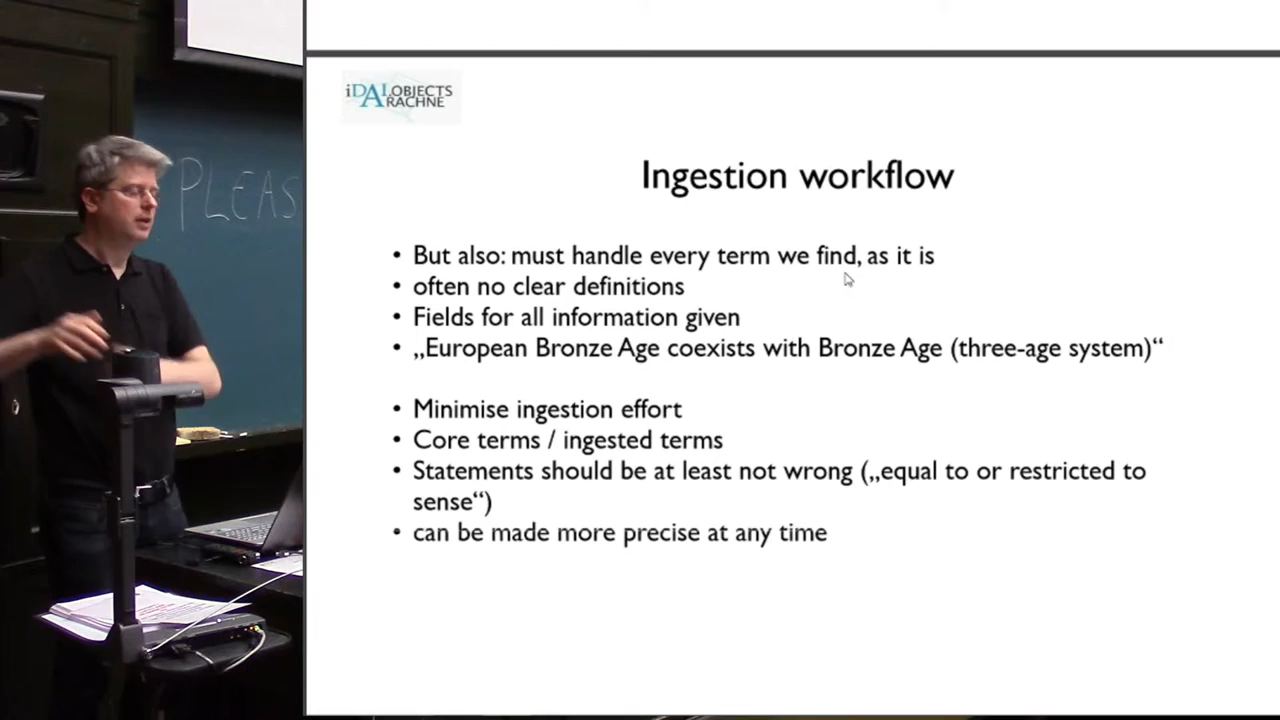 PLEAS
iDAI.OBJECTS
ARACHNE
Ingestion workflow
• But also: must handle every term we find, as it is
• often no clear definitions
• Fields for all information given
• „European Bronze Age coexists with Bronze Age (three-age system)“
• Minimise ingestion effort
• Core terms / ingested terms
• Statements should be at least not wrong („equal to or restricted to
sense“)
• can be made more precise at any time